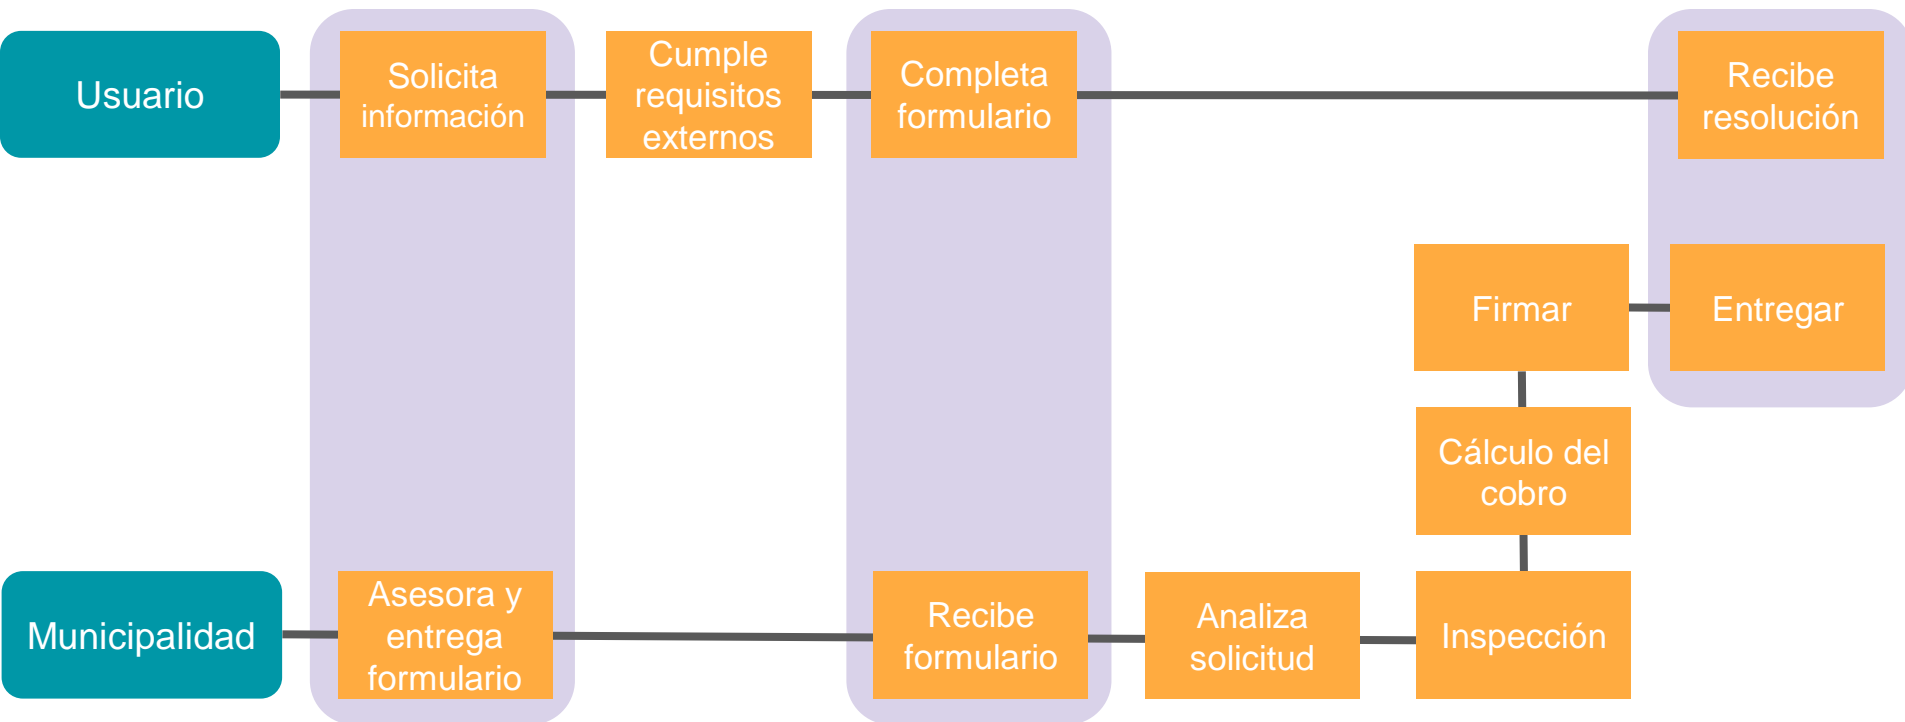 Usuario
Solicita
información
Cumple
requisitos
externos
Completa
formulario
Recibe
resolución
Firmar
Entregar
Cálculo del
cobro
Municipalidad
Asesora y
entrega
formulario
Recibe
formulario
Analiza
solicitud
Inspección